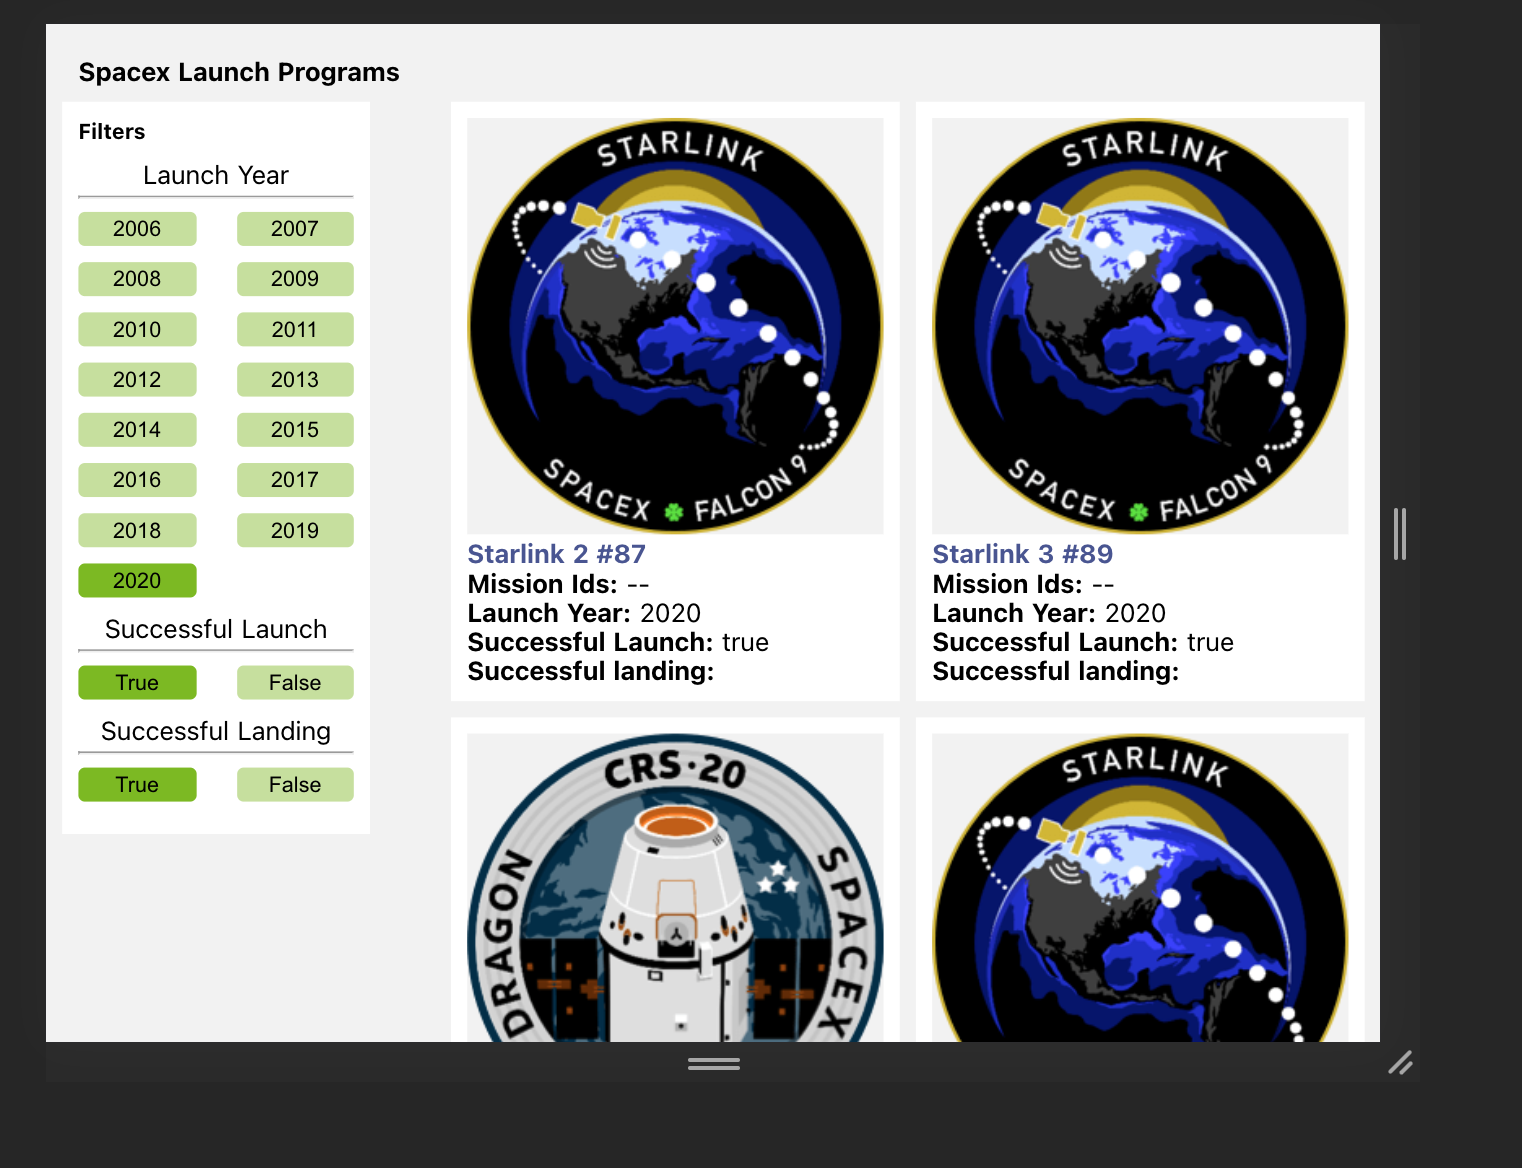 Spacex Launch Programs
Filters
Launch Year
2006 2007
2008 2009
2010 2011
2012 2013
2014 2015
2016 2017
2018 2019
2020
Successful Launch
True False
Successful Landing
True False
STARLINK
SPACEX FALCON 9
Starlink 2 #87
Mission Ids: --
Launch Year: 2020
Successful Launch: true
Successful landing:
STARLINK
SPACEX FALCON 9
Starlink 3 #89
Mission Ids: --
Launch Year: 2020
Successful Launch: true
Successful landing:
CRS·20
DRAGON
SPACEX
STARLINK